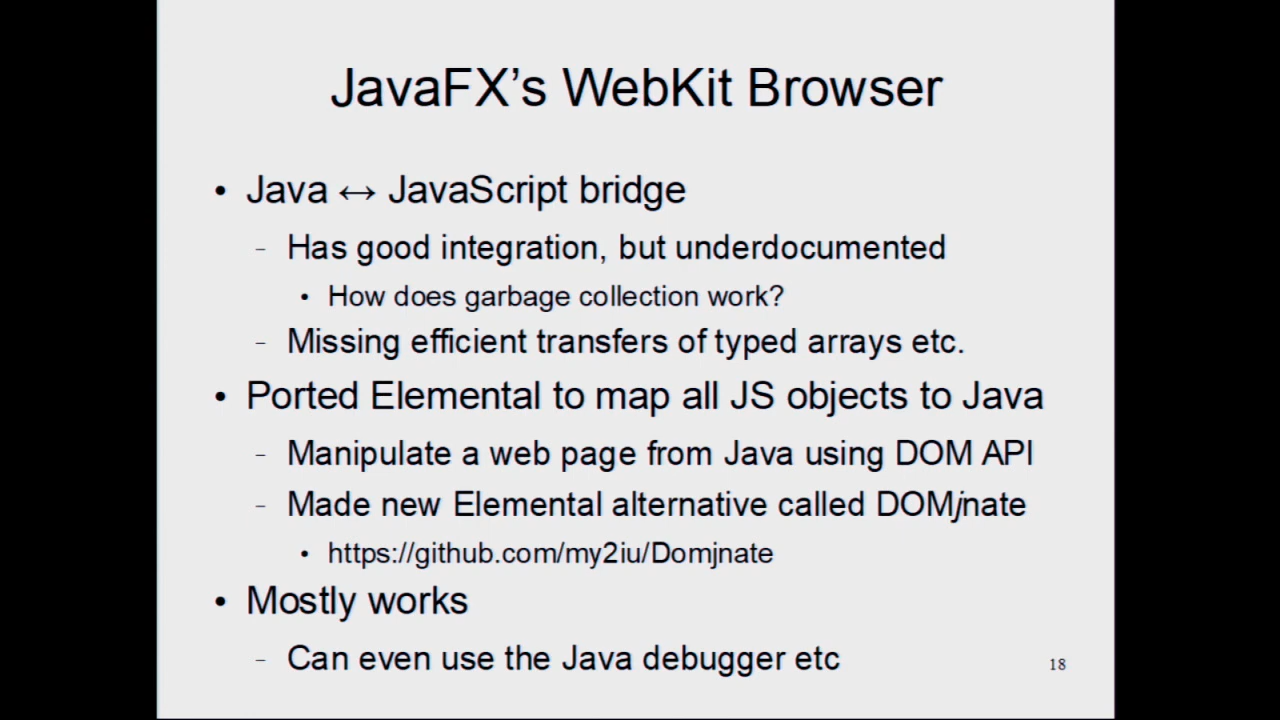 JavaFX’s WebKit Browser
• Java ↔ JavaScript bridge
– Has good integration, but underdocumented
• How does garbage collection work?
– Missing efficient transfers of typed arrays etc.
• Ported Elemental to map all JS objects to Java
– Manipulate a web page from Java using DOM API
– Made new Elemental alternative called DOMjnate
• https://github.com/my2iu/Domjnate
• Mostly works
– Can even use the Java debugger etc
18